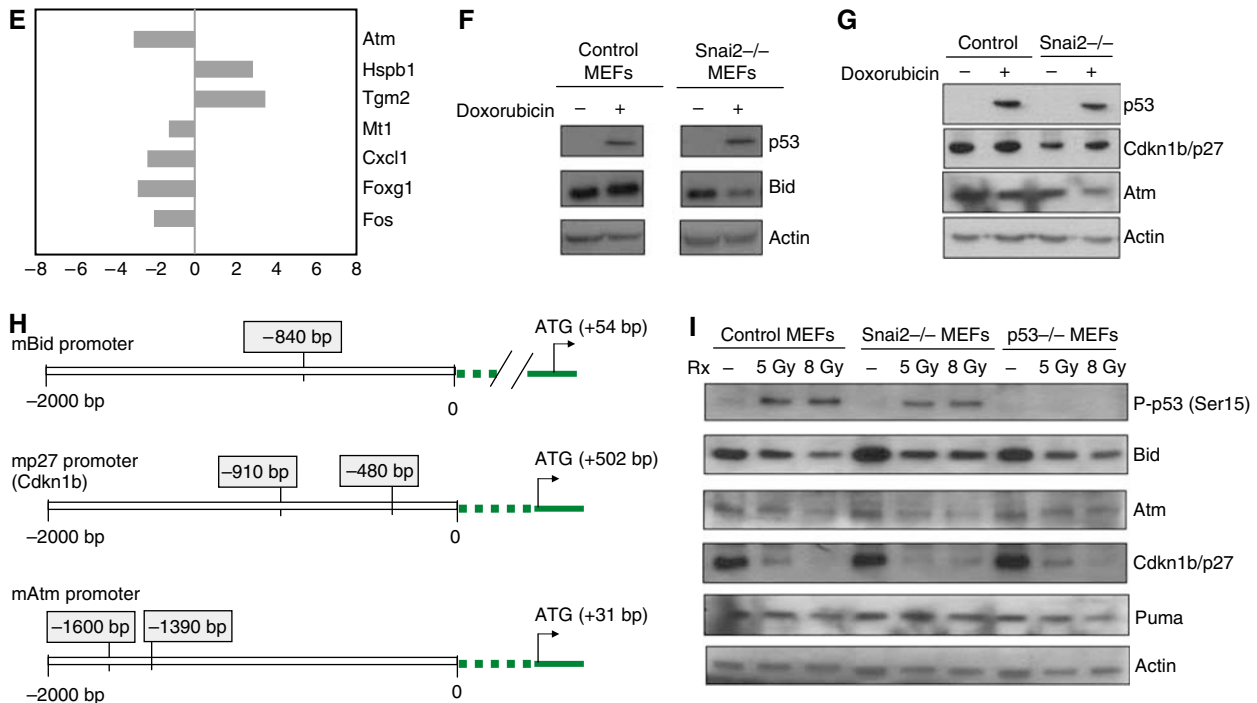 E
Atm
Hspb1
Tgm2
Mt1
Cxcl1
Foxg1
Fos
−8 −6 −4 −2 0 2 4 6 8
F
Control MEFs
Snai2−/− MEFs
Doxorubicin − + − +
p53
Bid
Actin
G
Control Snai2−/−
Doxorubicin − + − +
p53
Cdkn1b/p27
Atm
Actin
H
mBid promoter
−840 bp
ATG (+54 bp)
−2000 bp
0
mp27 promoter
(Cdkn1b)
−910 bp
−480 bp
ATG (+502 bp)
−2000 bp
0
mAtm promoter
−1600 bp
−1390 bp
ATG (+31 bp)
−2000 bp
0
I
Control MEFs Snai2−/− MEFs p53−/− MEFs
Rx − 5 Gy 8 Gy − 5 Gy 8 Gy − 5 Gy 8 Gy
P-p53 (Ser15)
Bid
Atm
Cdkn1b/p27
Puma
Actin